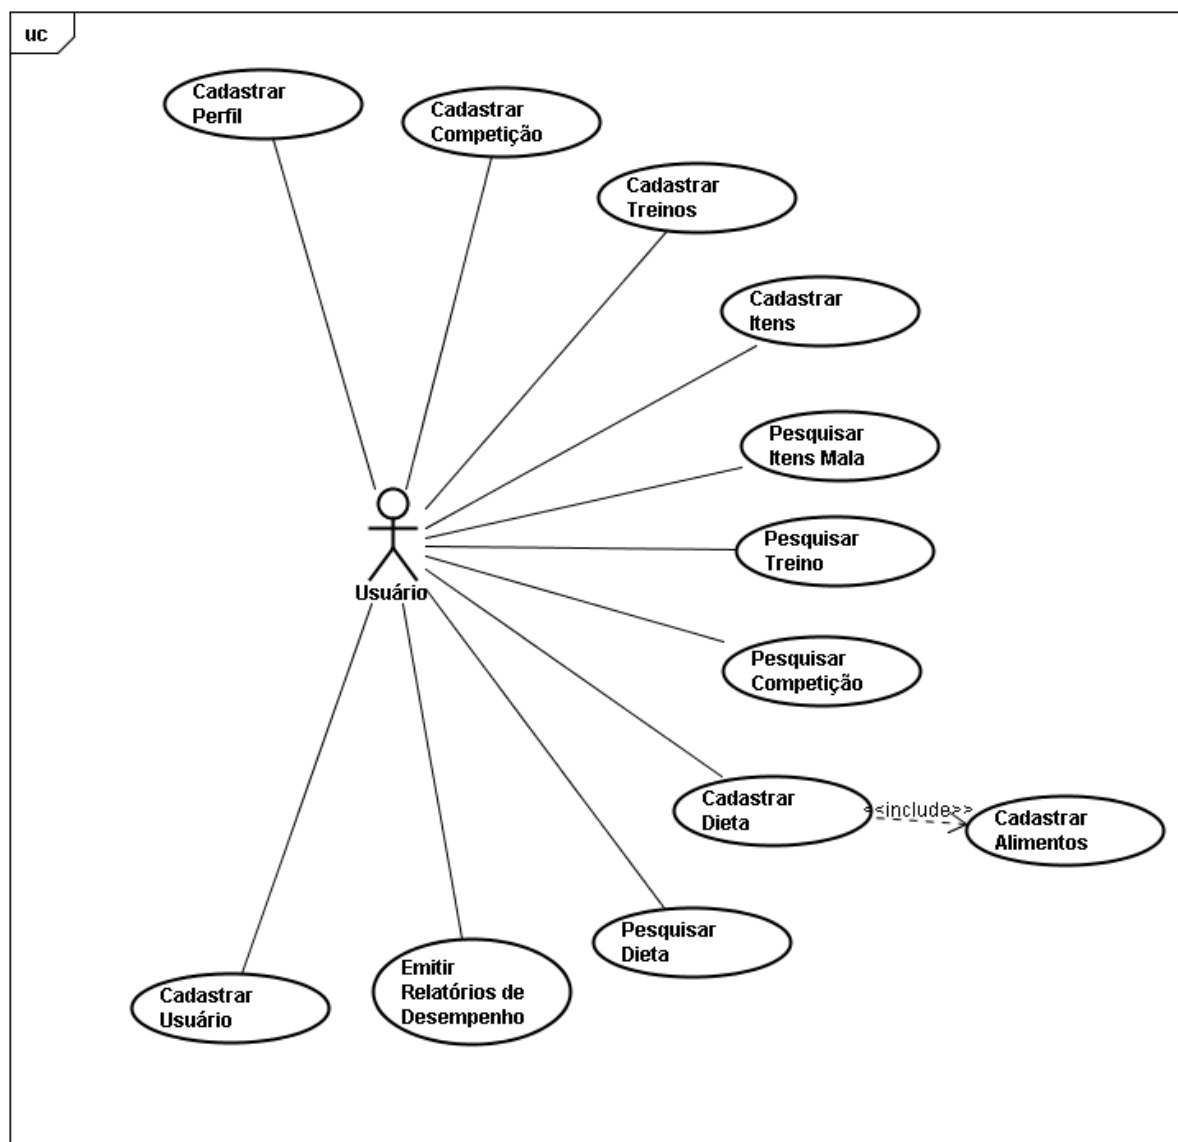 uc
Cadastrar
Perfil
Cadastrar
Competição
Cadastrar
Treinos
Cadastrar
Itens
Pesquisar
Itens Mala
Pesquisar
Treino
Usuário
Pesquisar
Competição
Cadastrar
Dieta
<<include>>
Cadastrar
Alimentos
Pesquisar
Dieta
Emitir
Relatórios de
Desempenho
Cadastrar
Usuário